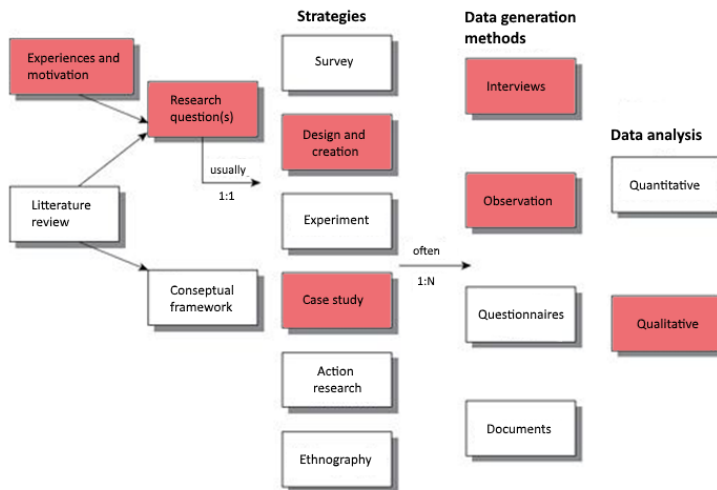 Strategies
Data generation
methods
Experiences and
motivation
Survey
Interviews
Research
question(s)
Data analysis
Design and
creation
usually
1:1
Quantitative
Litterature
review
Observation
Experiment
often
1:N
Conseptual
framework
Case study
Questionnaires
Qualitative
Action
research
Documents
Ethnography